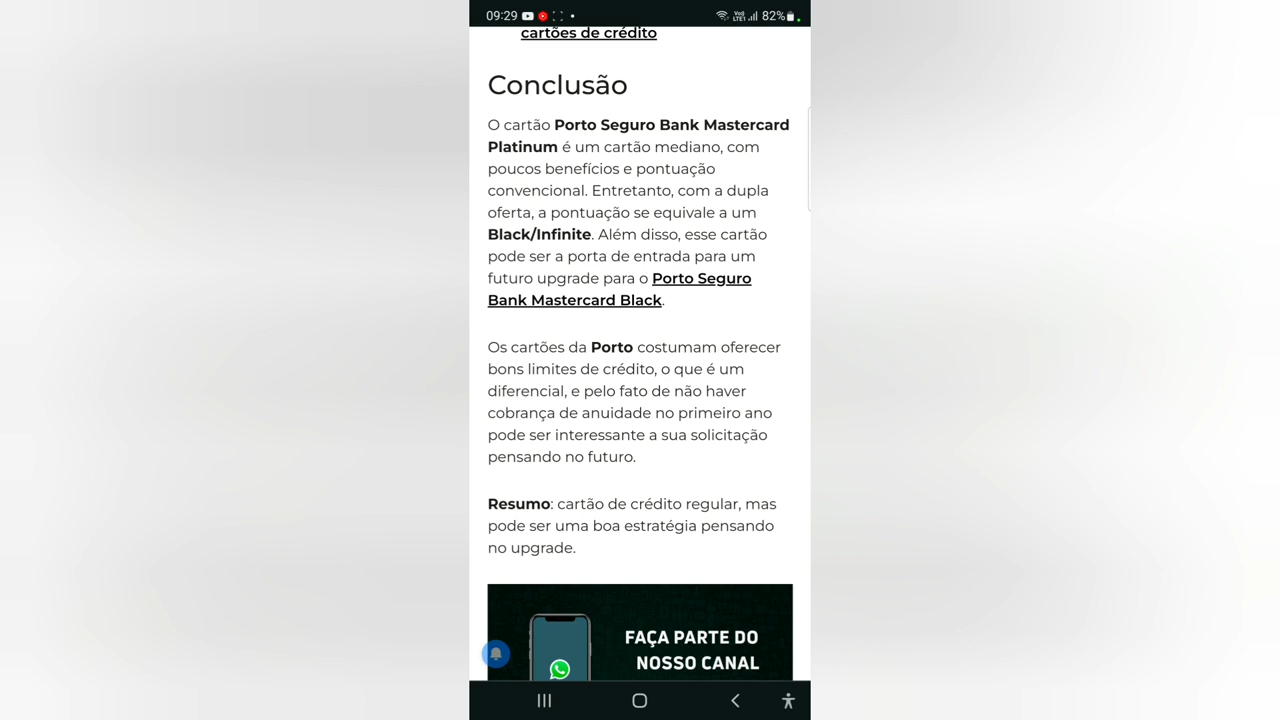 09:29
82%
cartões de crédito
Conclusão
O cartão Porto Seguro Bank Mastercard
Platinum é um cartão mediano, com
poucos benefícios e pontuação
convencional. Entretanto, com a dupla
oferta, a pontuação se equivale a um
Black/Infinite. Além disso, esse cartão
pode ser a porta de entrada para um
futuro upgrade para o Porto Seguro
Bank Mastercard Black.
Os cartões da Porto costumam oferecer
bons limites de crédito, o que é um
diferencial, e pelo fato de não haver
cobrança de anuidade no primeiro ano
pode ser interessante a sua solicitação
pensando no futuro.
Resumo: cartão de crédito regular, mas
pode ser uma boa estratégia pensando
no upgrade.
FAÇA PARTE DO
NOSSO CANAL